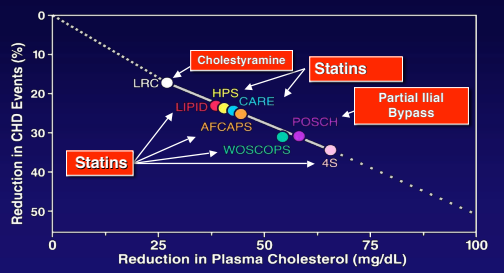 0
10
20
30
40
50
Reduction in CHD Events (%)
Cholestyramine
LRC
Statins
HPS
CARE
LIPID
AFCAPS
Partial Ilial
Bypass
POSCH
WOSCOPS
Statins
4S
0
25
50
75
100
Reduction in Plasma Cholesterol (mg/dL)